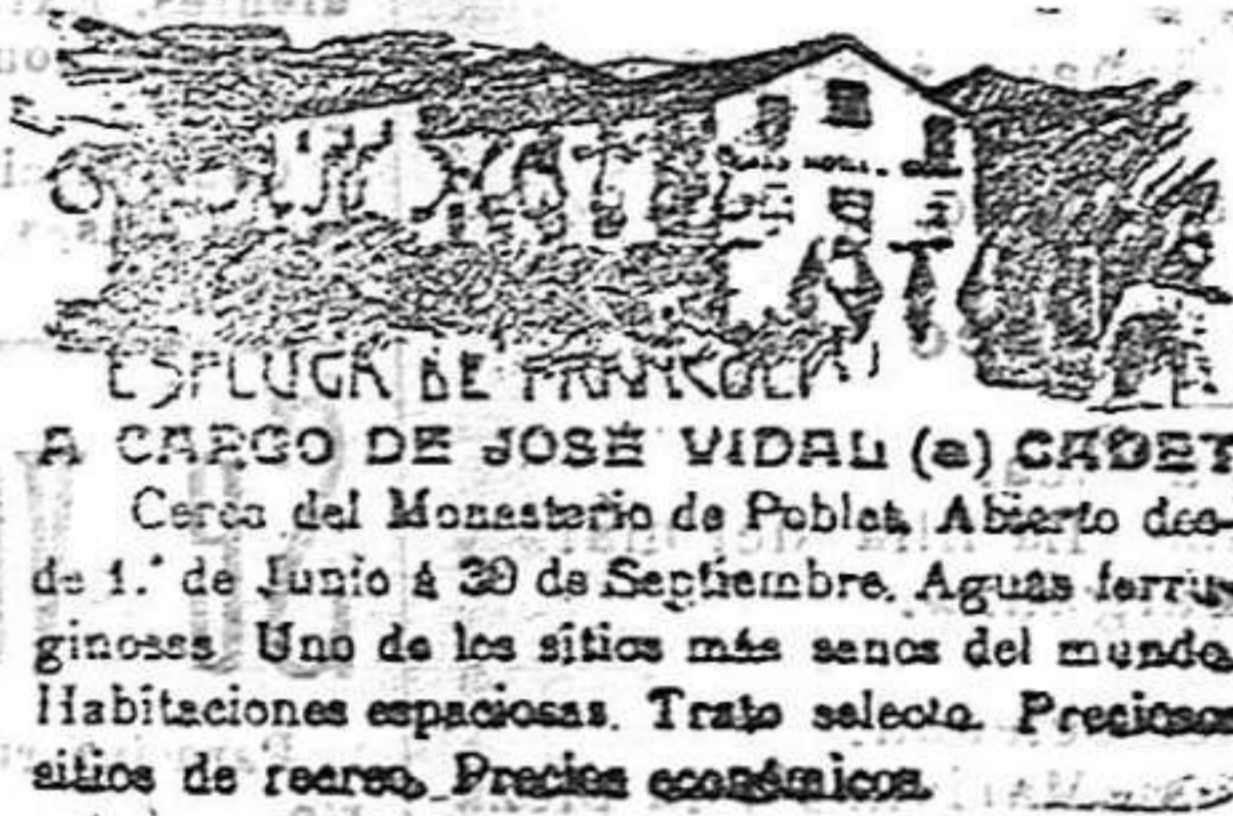 ESPLUGA DE FRANCOLÍ
A CARGO DE JOSÉ VIDAL (a) CADET
Cerca del Monasterio de Poblet. Abierto des-
de 1.° de Junio á 30 de Septiembre. Aguas ferru-
ginosas. Uno de los sitios más sanos del mundo.
Habitaciones espaciosas. Trato selecto. Preciosos
sitios de recreo. Precios económicos.